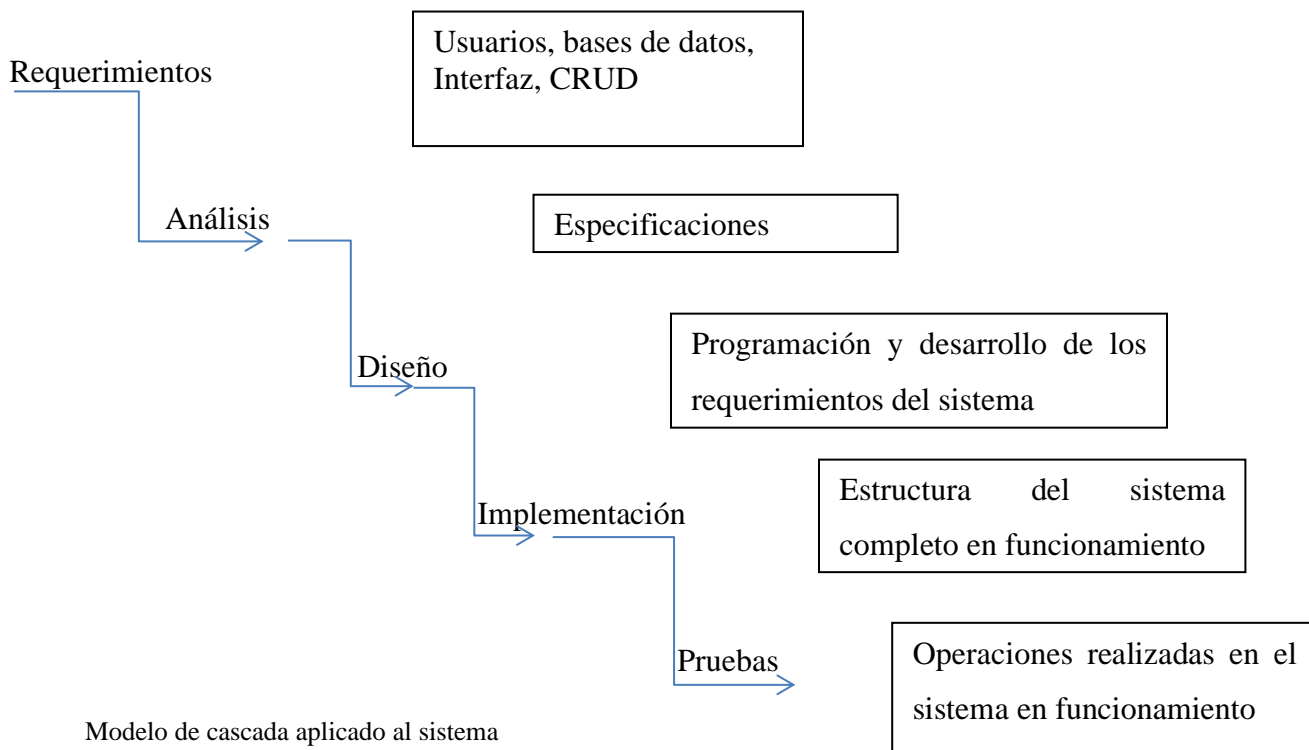 Usuarios, bases de datos,
Interfaz, CRUD
Requerimientos
Análisis
Especificaciones
Programación y desarrollo de los
requerimientos del sistema
Diseño
Estructura del sistema
completo en funcionamiento
Implementación
Operaciones realizadas en el
sistema en funcionamiento
Pruebas
Modelo de cascada aplicado al sistema